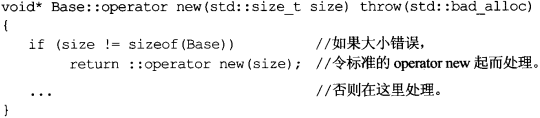 void* Base::operator new(std::size_t size) throw(std::bad_alloc)
{
    if (size != sizeof(Base))            //如果大小错误，
        return ::operator new(size);  //令标准的 operator new 起而处理。
    ...                                  //否则在这里处理。
}